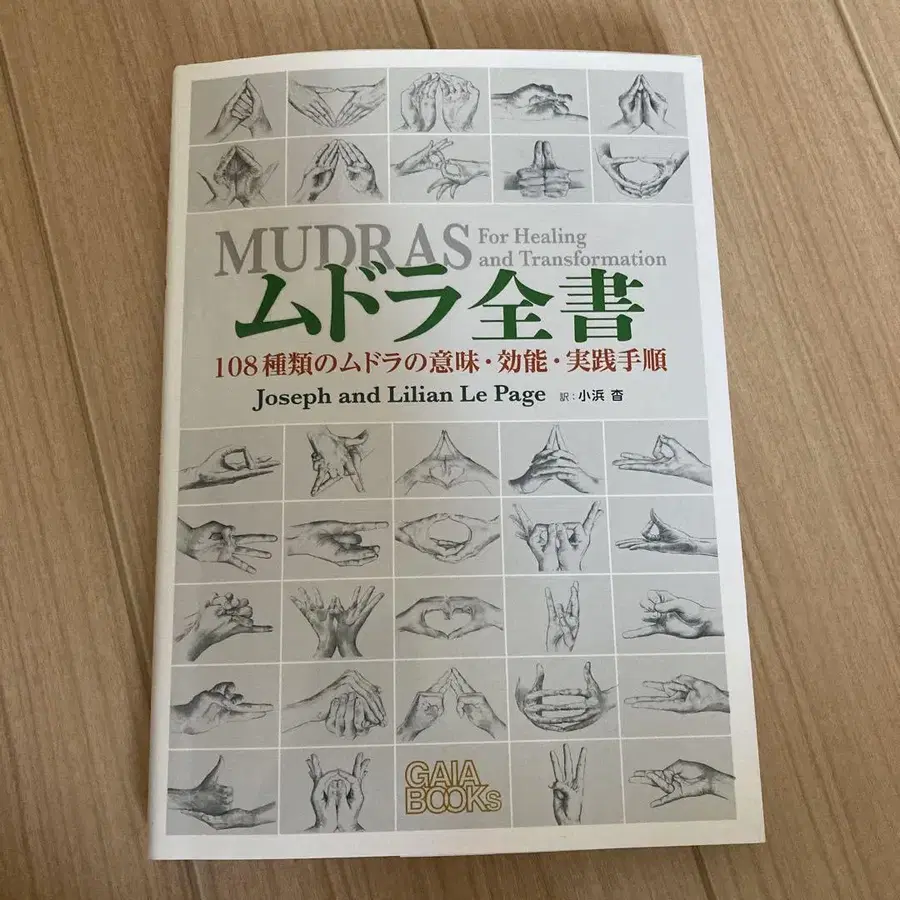 MUDRAS For Healing
and Transformation
ムドラ全書
108種類のムドラの意味・効能・実践手順
Joseph and Lilian Le Page 訳：小浜 杳
GAIA
BOOKS